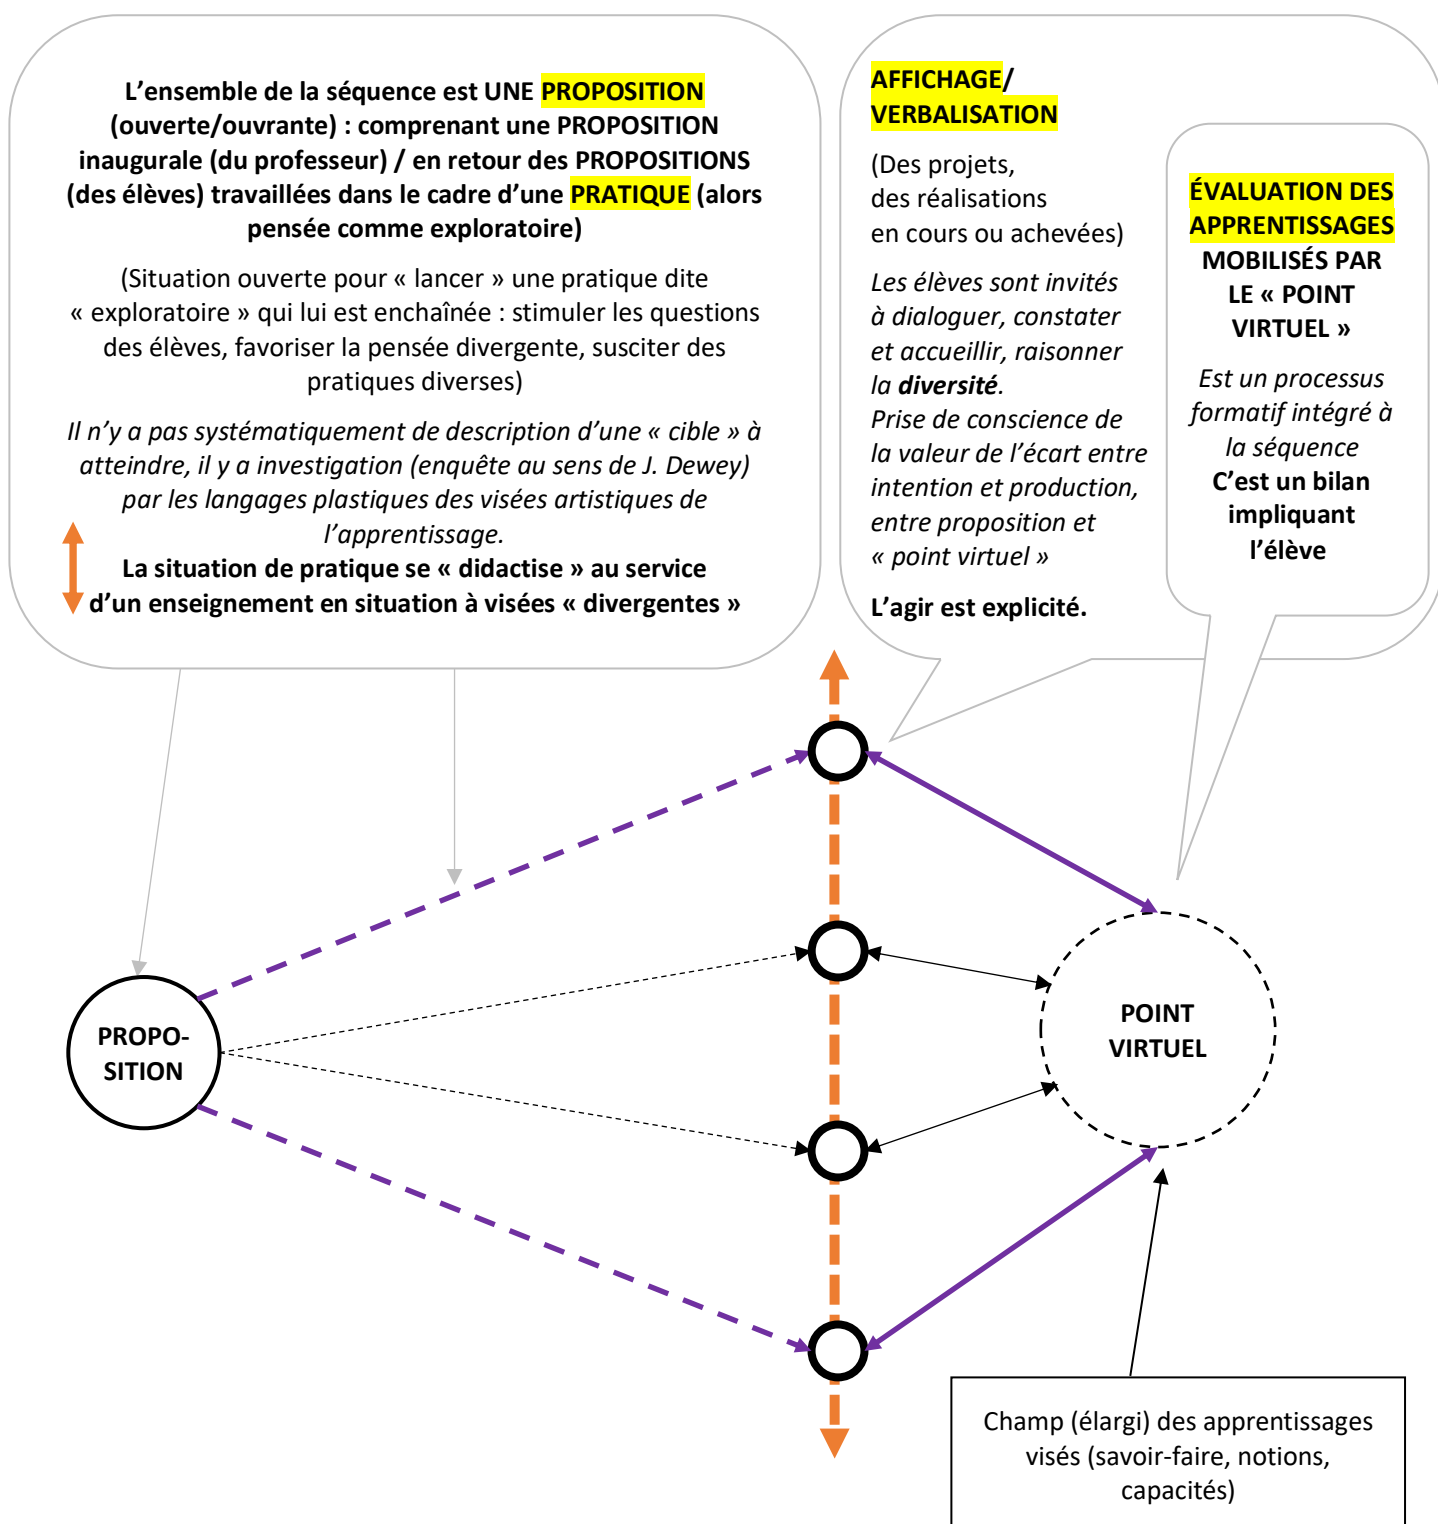 L’ensemble de la séquence est UNE PROPOSITION
(ouverte/ouvrante) : comprenant une PROPOSITION
inaugurale (du professeur) / en retour des PROPOSITIONS
(des élèves) travaillées dans le cadre d’une PRATIQUE (alors
pensée comme exploratoire)
(Situation ouverte pour « lancer » une pratique dite
« exploratoire » qui lui est enchaînée : stimuler les questions
des élèves, favoriser la pensée divergente, susciter des
pratiques diverses)
Il n’y a pas systématiquement de description d’une « cible » à
atteindre, il y a investigation (enquête au sens de J. Dewey)
par les langages plastiques des visées artistiques de
l’apprentissage.
La situation de pratique se « didactise » au service
d’un enseignement en situation à visées « divergentes »
AFFICHAGE/
VERBALISATION
(Des projets,
des réalisations
en cours ou achevées)
Les élèves sont invités
à dialoguer, constater
et accueillir, raisonner
la diversité.
Prise de conscience de
la valeur de l’écart entre
intention et production,
entre proposition et
« point virtuel »
L’agir est explicité.
ÉVALUATION DES
APPRENTISSAGES
MOBILISÉS PAR
LE « POINT
VIRTUEL »
Est un processus
formatif intégré à
la séquence
C’est un bilan
impliquant
l’élève
PROPO-
SITION
POINT
VIRTUEL
Champ (élargi) des apprentissages
visés (savoir-faire, notions,
capacités)